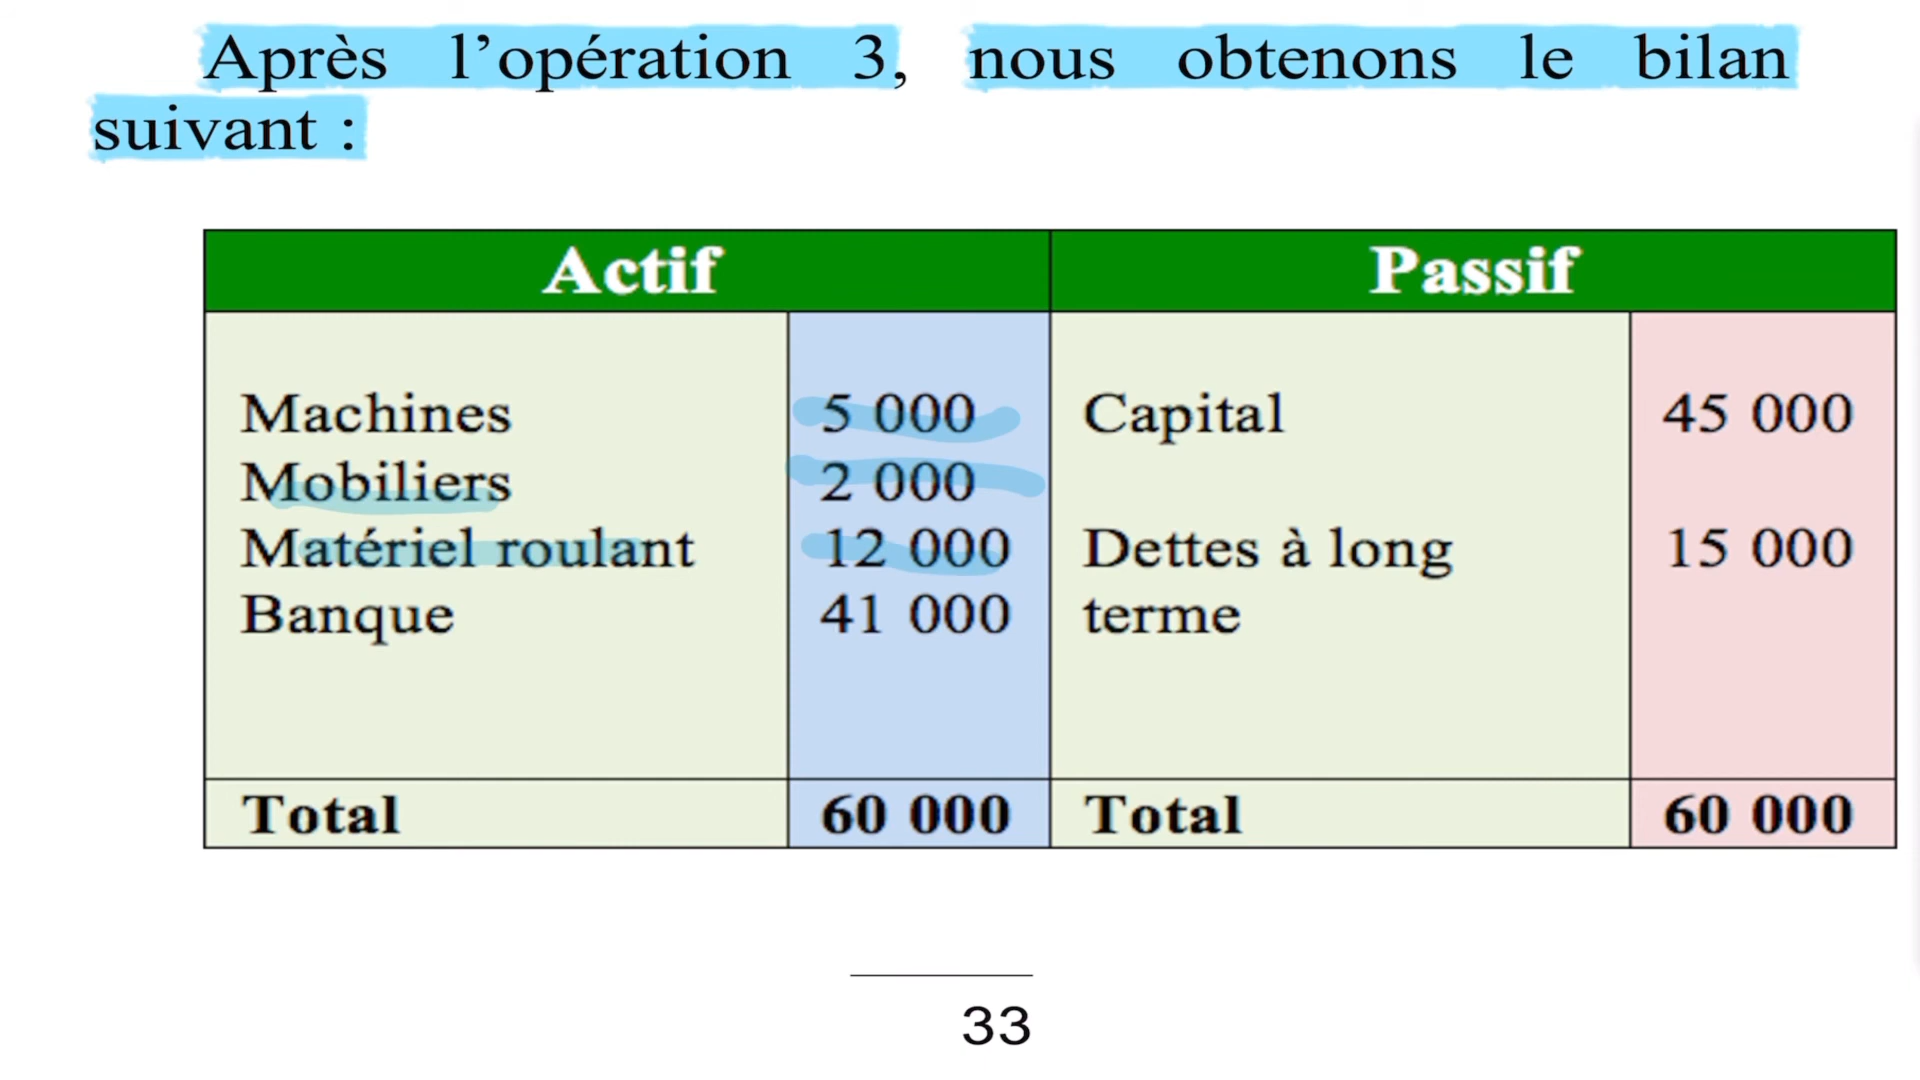 Après l’opération 3, nous obtenons le bilan
suivant :
Actif Passif
Machines 5 000 Capital 45 000
Mobiliers 2 000
Matériel roulant 12 000 Dettes à long 15 000
Banque 41 000 terme
Total 60 000 Total 60 000
33